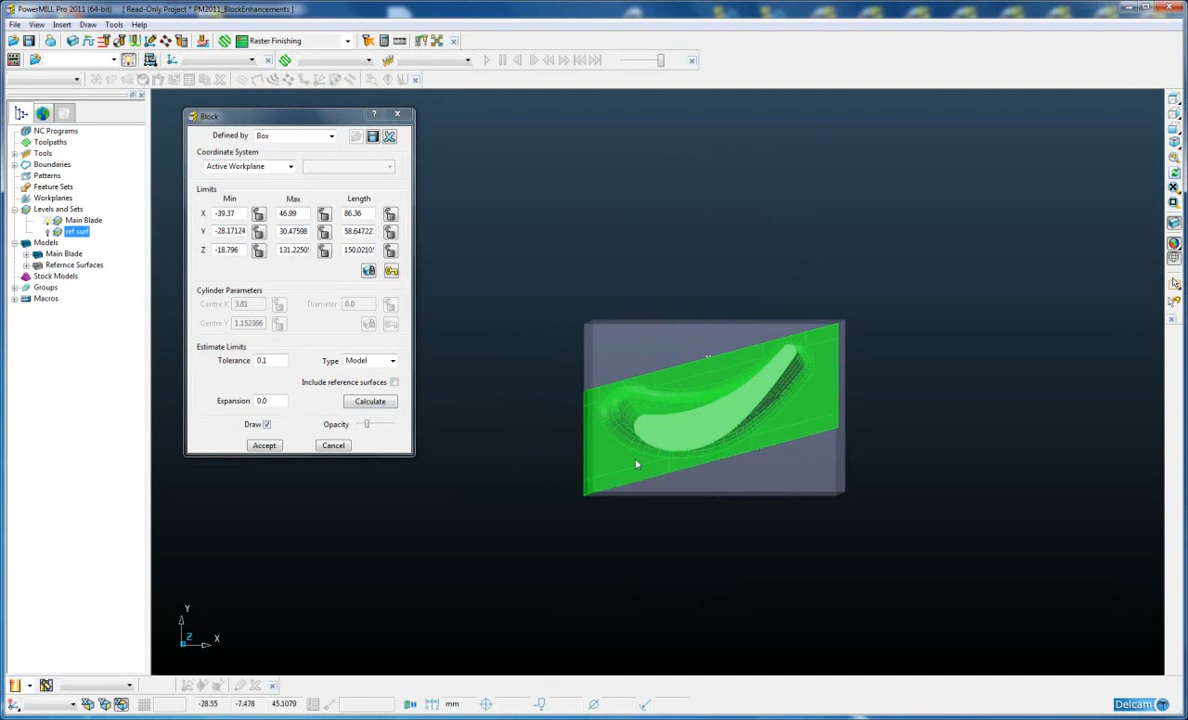 PowerMILL Pro 2011 (64-bit)    [ Read-Only Project * PM2011_BlockEnhancements ]
File View Insert Draw Tools Help
Raster Finishing
NC Programs
Toolpaths
Tools
Boundaries
Patterns
Feature Sets
Workplanes
Levels and Sets
Main Blade
ref surf
Models
Main Blade
Refernce Surfaces
Stock Models
Groups
Macros
Block
Defined by Box
Coordinate System
Active Workplane
Limits
Min Max Length
X -39.37 46.99 86.36
Y -28.17124 30.47598 58.64722
Z -18.796 131.2250 150.0210
Cylinder Parameters
Centre X 3.81 Diameter 0.0
Centre Y 1.152366
Estimate Limits
Tolerance 0.1 Type Model
Include reference surfaces
Expansion 0.0 Calculate
Draw Opacity
Accept Cancel
Y
Z X
-28.55 -7.478 45.1079 mm
Delcam